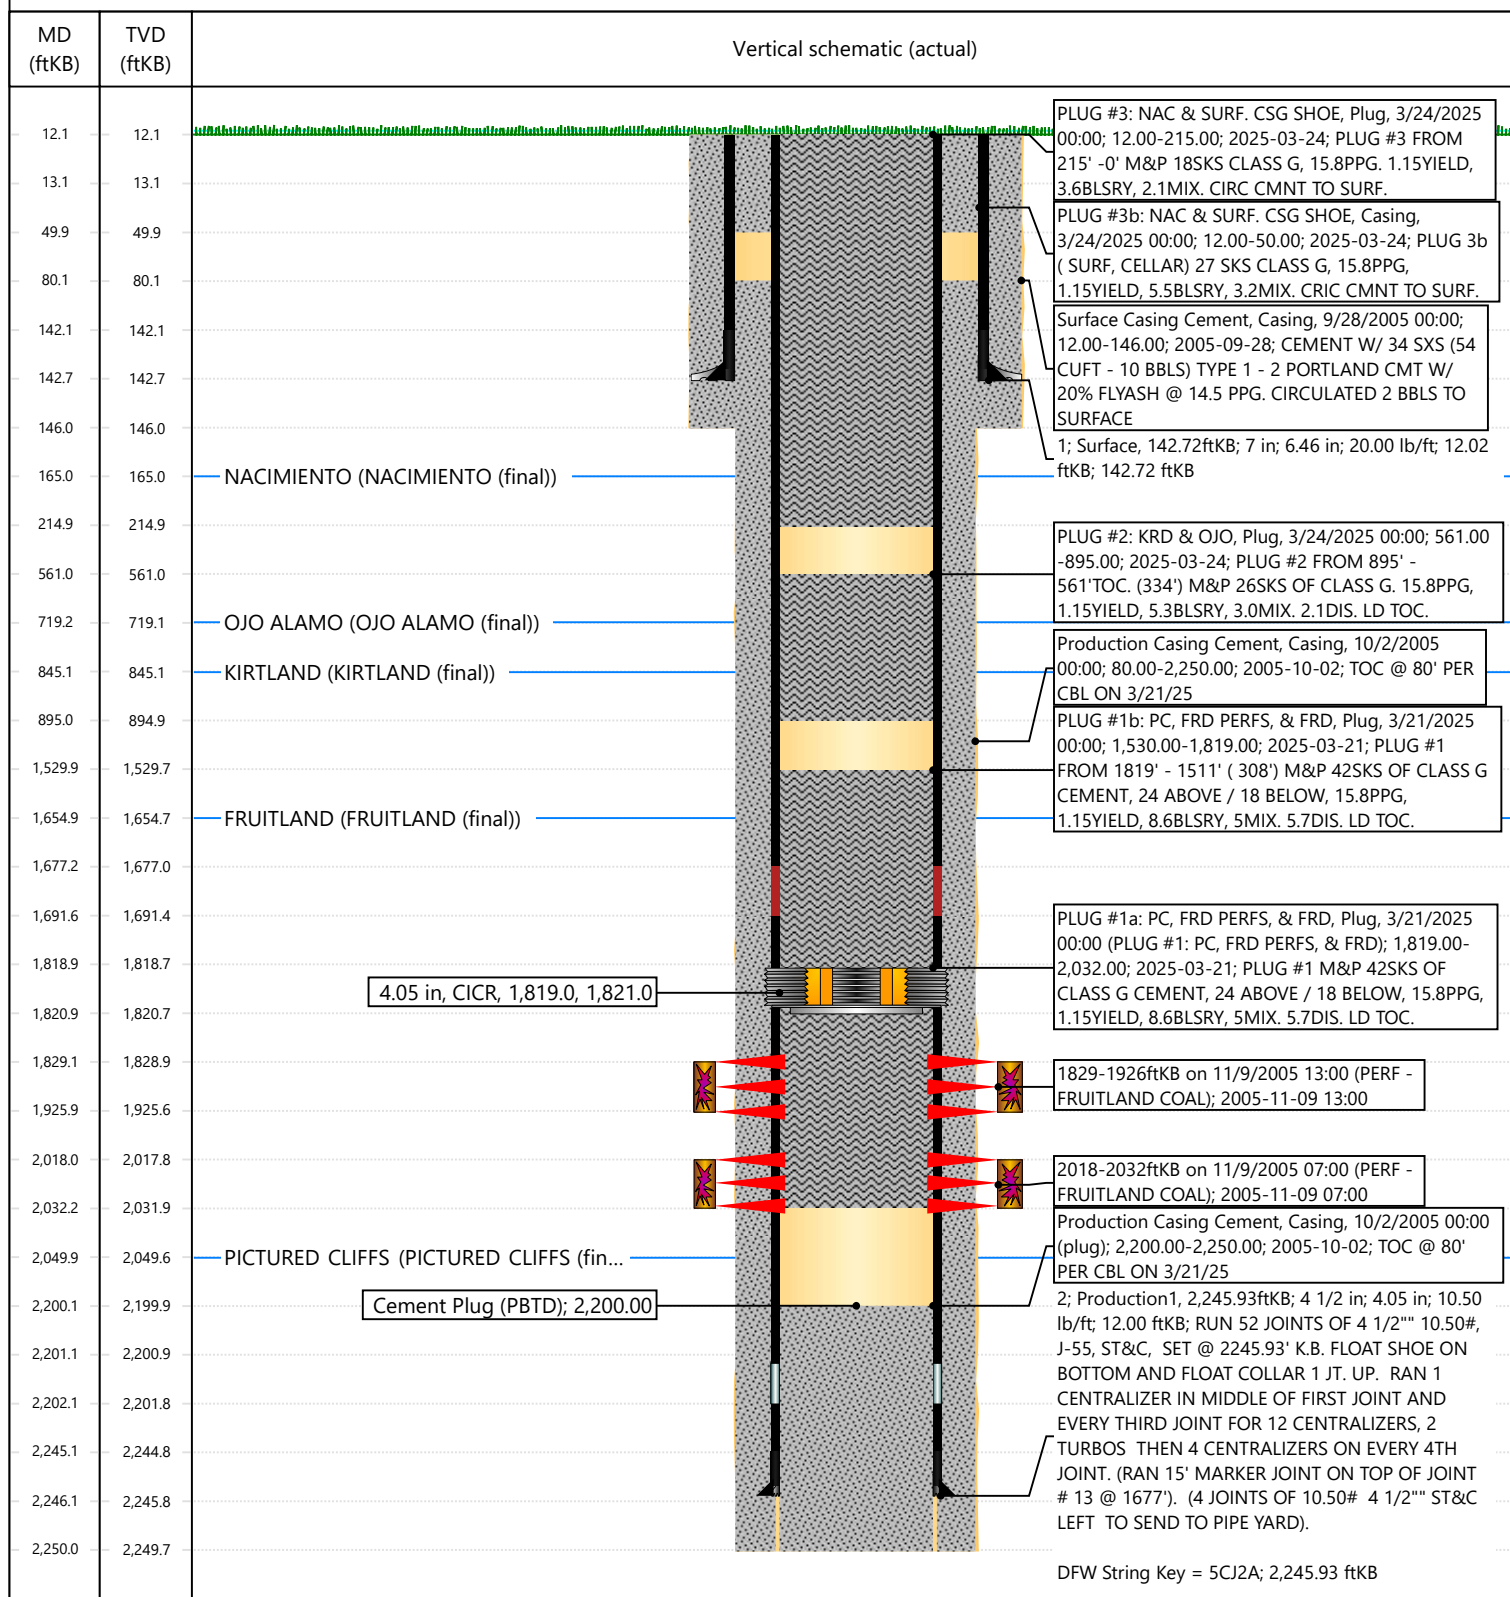 MD
(ftKB)
TVD
(ftKB)
Vertical schematic (actual)
12.1 12.1
13.1 13.1
49.9 49.9
80.1 80.1
142.1 142.1
142.7 142.7
146.0 146.0
165.0 165.0
214.9 214.9
561.0 561.0
719.2 719.1
845.1 845.1
895.0 894.9
1,529.9 1,529.7
1,654.9 1,654.7
1,677.2 1,677.0
1,691.6 1,691.4
1,818.9 1,818.7
1,820.9 1,820.7
1,829.1 1,828.9
1,925.9 1,925.6
2,018.0 2,017.8
2,032.2 2,031.9
2,049.9 2,049.6
2,200.1 2,199.9
2,201.1 2,200.9
2,202.1 2,201.8
2,245.1 2,244.8
2,246.1 2,245.8
2,250.0 2,249.7
NACIMIENTO (NACIMIENTO (final))
OJO ALAMO (OJO ALAMO (final))
KIRTLAND (KIRTLAND (final))
FRUITLAND (FRUITLAND (final))
4.05 in, CICR, 1,819.0, 1,821.0
PICTURED CLIFFS (PICTURED CLIFFS (fin...
Cement Plug (PBTD); 2,200.00
PLUG #3: NAC & SURF. CSG SHOE, Plug, 3/24/2025
00:00; 12.00-215.00; 2025-03-24; PLUG #3 FROM
215' -0' M&P 18SKS CLASS G, 15.8PPG. 1.15YIELD,
3.6BLSRY, 2.1MIX. CIRC CMNT TO SURF.
PLUG #3b: NAC & SURF. CSG SHOE, Casing,
3/24/2025 00:00; 12.00-50.00; 2025-03-24; PLUG 3b
( SURF, CELLAR) 27 SKS CLASS G, 15.8PPG,
1.15YIELD, 5.5BLSRY, 3.2MIX. CRIC CMNT TO SURF.
Surface Casing Cement, Casing, 9/28/2005 00:00;
12.00-146.00; 2005-09-28; CEMENT W/ 34 SXS (54
CUFT - 10 BBLS) TYPE 1 - 2 PORTLAND CMT W/
20% FLYASH @ 14.5 PPG. CIRCULATED 2 BBLS TO
SURFACE
1; Surface, 142.72ftKB; 7 in; 6.46 in; 20.00 lb/ft; 12.02
ftKB; 142.72 ftKB
PLUG #2: KRD & OJO, Plug, 3/24/2025 00:00; 561.00
-895.00; 2025-03-24; PLUG #2 FROM 895' -
561'TOC. (334') M&P 26SKS OF CLASS G. 15.8PPG,
1.15YIELD, 5.3BLSRY, 3.0MIX. 2.1DIS. LD TOC.
Production Casing Cement, Casing, 10/2/2005
00:00; 80.00-2,250.00; 2005-10-02; TOC @ 80' PER
CBL ON 3/21/25
PLUG #1b: PC, FRD PERFS, & FRD, Plug, 3/21/2025
00:00; 1,530.00-1,819.00; 2025-03-21; PLUG #1
FROM 1819' - 1511' ( 308') M&P 42SKS OF CLASS G
CEMENT, 24 ABOVE / 18 BELOW, 15.8PPG,
1.15YIELD, 8.6BLSRY, 5MIX. 5.7DIS. LD TOC.
PLUG #1a: PC, FRD PERFS, & FRD, Plug, 3/21/2025
00:00 (PLUG #1: PC, FRD PERFS, & FRD); 1,819.00-
2,032.00; 2025-03-21; PLUG #1 M&P 42SKS OF
CLASS G CEMENT, 24 ABOVE / 18 BELOW, 15.8PPG,
1.15YIELD, 8.6BLSRY, 5MIX. 5.7DIS. LD TOC.
1829-1926ftKB on 11/9/2005 13:00 (PERF -
FRUITLAND COAL); 2005-11-09 13:00
2018-2032ftKB on 11/9/2005 07:00 (PERF -
FRUITLAND COAL); 2005-11-09 07:00
Production Casing Cement, Casing, 10/2/2005 00:00
(plug); 2,200.00-2,250.00; 2005-10-02; TOC @ 80'
PER CBL ON 3/21/25
2; Production1, 2,245.93ftKB; 4 1/2 in; 4.05 in; 10.50
lb/ft; 12.00 ftKB; RUN 52 JOINTS OF 4 1/2"" 10.50#,
J-55, ST&C, SET @ 2245.93' K.B. FLOAT SHOE ON
BOTTOM AND FLOAT COLLAR 1 JT. UP. RAN 1
CENTRALIZER IN MIDDLE OF FIRST JOINT AND
EVERY THIRD JOINT FOR 12 CENTRALIZERS, 2
TURBOS THEN 4 CENTRALIZERS ON EVERY 4TH
JOINT. (RAN 15' MARKER JOINT ON TOP OF JOINT
# 13 @ 1677'). (4 JOINTS OF 10.50# 4 1/2"" ST&C
LEFT TO SEND TO PIPE YARD).
DFW String Key = 5CJ2A; 2,245.93 ftKB